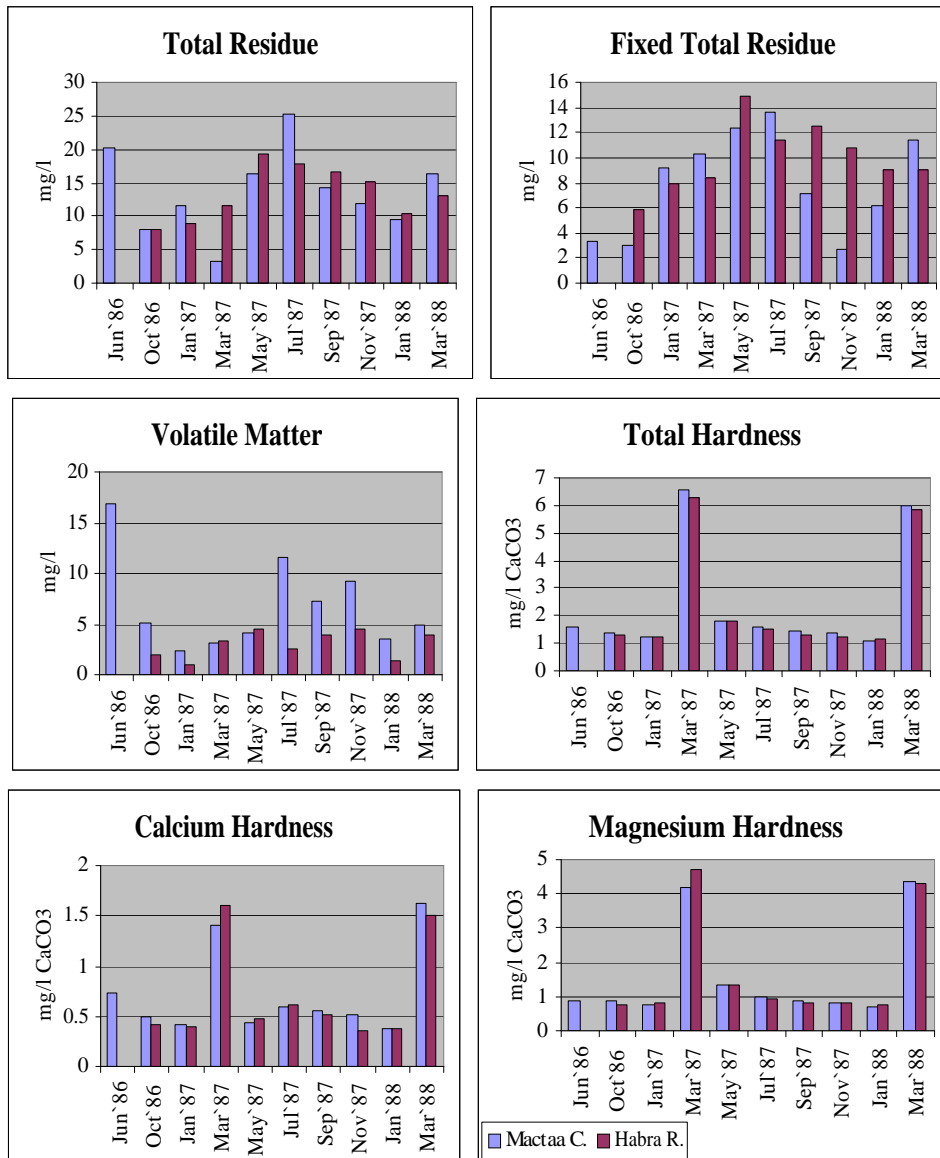 Total Residue
mg/l
30
25
20
15
10
5
0
Jun`86
Oct`86
Jan`87
Mar`87
May`87
Jul`87
Sep`87
Nov`87
Jan`88
Mar`88
Fixed Total Residue
mg/l
16
14
12
10
8
6
4
2
0
Jun`86
Oct`86
Jan`87
Mar`87
May`87
Jul`87
Sep`87
Nov`87
Jan`88
Mar`88
Volatile Matter
mg/l
20
15
10
5
0
Jun`86
Oct`86
Jan`87
Mar`87
May`87
Jul`87
Sep`87
Nov`87
Jan`88
Mar`88
Total Hardness
mg/l CaCO3
7
6
5
4
3
2
1
0
Jun`86
Oct`86
Jan`87
Mar`87
May`87
Jul`87
Sep`87
Nov`87
Jan`88
Mar`88
Calcium Hardness
mg/l CaCO3
2
1.5
1
0.5
0
Jun`86
Oct`86
Jan`87
Mar`87
May`87
Jul`87
Sep`87
Nov`87
Jan`88
Mar`88
Magnesium Hardness
mg/l CaCO3
5
4
3
2
1
0
Jun`86
Oct`86
Jan`87
Mar`87
May`87
Jul`87
Sep`87
Nov`87
Jan`88
Mar`88
Mactaa C. Habra R.